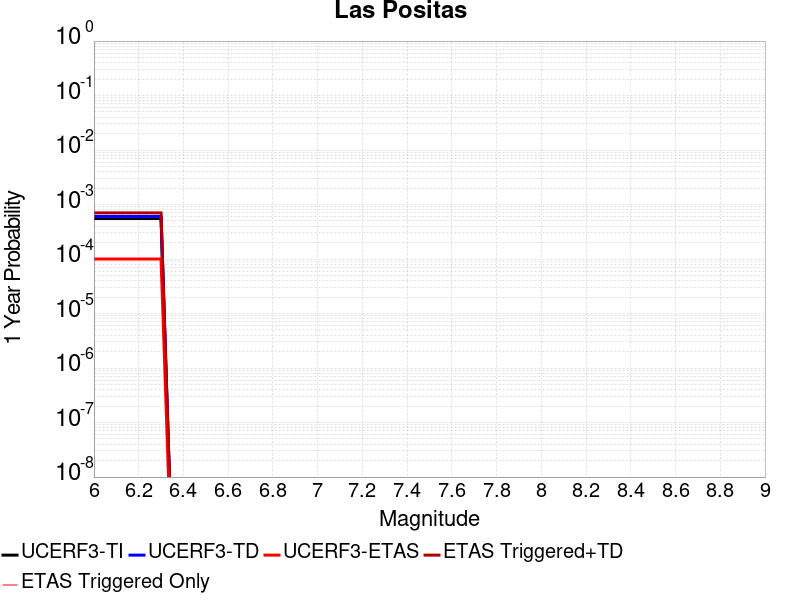 Las Positas
10^0
10^-1
10^-2
10^-3
10^-4
10^-5
10^-6
10^-7
10^-8
1 Year Probability
6 6.2 6.4 6.6 6.8 7 7.2 7.4 7.6 7.8 8 8.2 8.4 8.6 8.8 9
Magnitude
UCERF3-TI UCERF3-TD UCERF3-ETAS ETAS Triggered+TD
ETAS Triggered Only